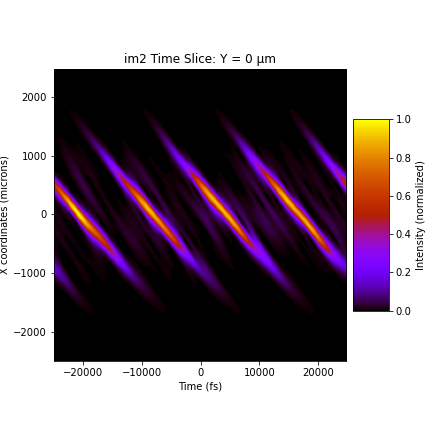 im2 Time Slice: Y = 0 μm
2000
1000
0
−1000
−2000
X coordinates (microns)
−20000 −10000 0 10000 20000
Time (fs)
1.0
0.8
0.6
0.4
0.2
0.0
Intensity (normalized)